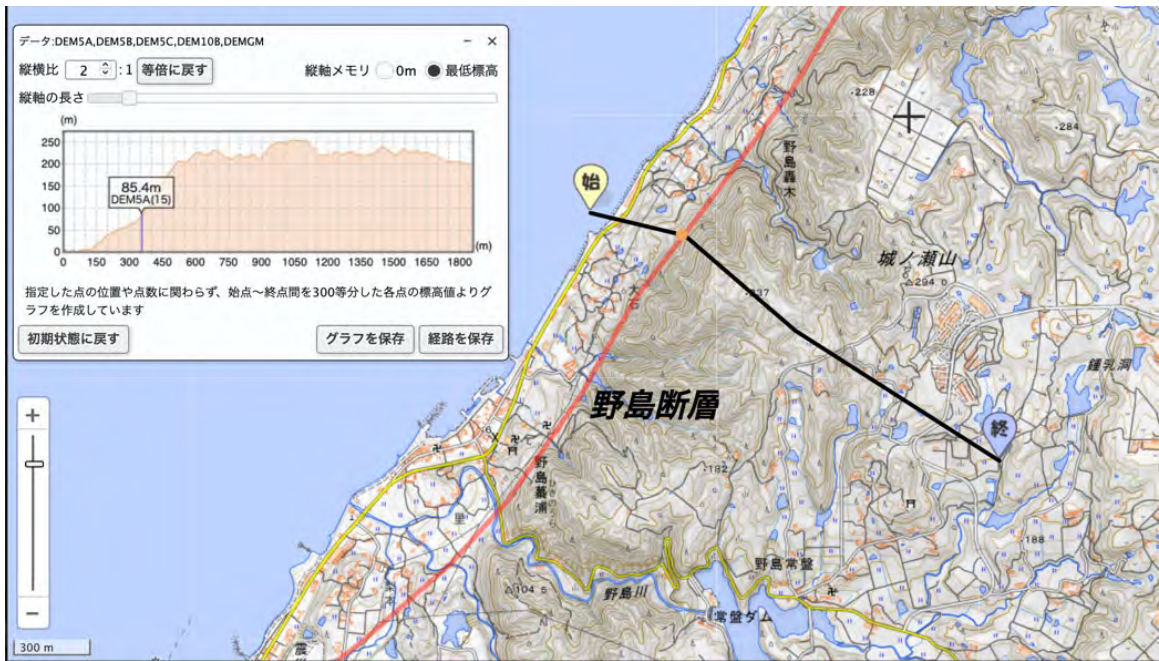 データ:DEM5A,DEM5B,DEM5C,DEM10B,DEMGM
縦横比 2 : 1 等倍に戻す 縦軸メモリ 0m 最低標高
縦軸の長さ
(m)
250
200
150
100
50
0
85.4m
DEM5A(15)
(m)
0 150 300 450 600 750 900 1050 1200 1350 1500 1650 1800
指定した点の位置や点数に関わらず、始点〜終点間を300等分した各点の標高値よりグ
ラフを作成しています
初期状態に戻す グラフを保存 経路を保存
+
−
300 m
始
終
野島断層
野島轟木
228
284
城ノ瀬山
294
大石
鍾乳洞
野島蟇浦
里
182
188
野島常盤
野島川
常盤ダム
104